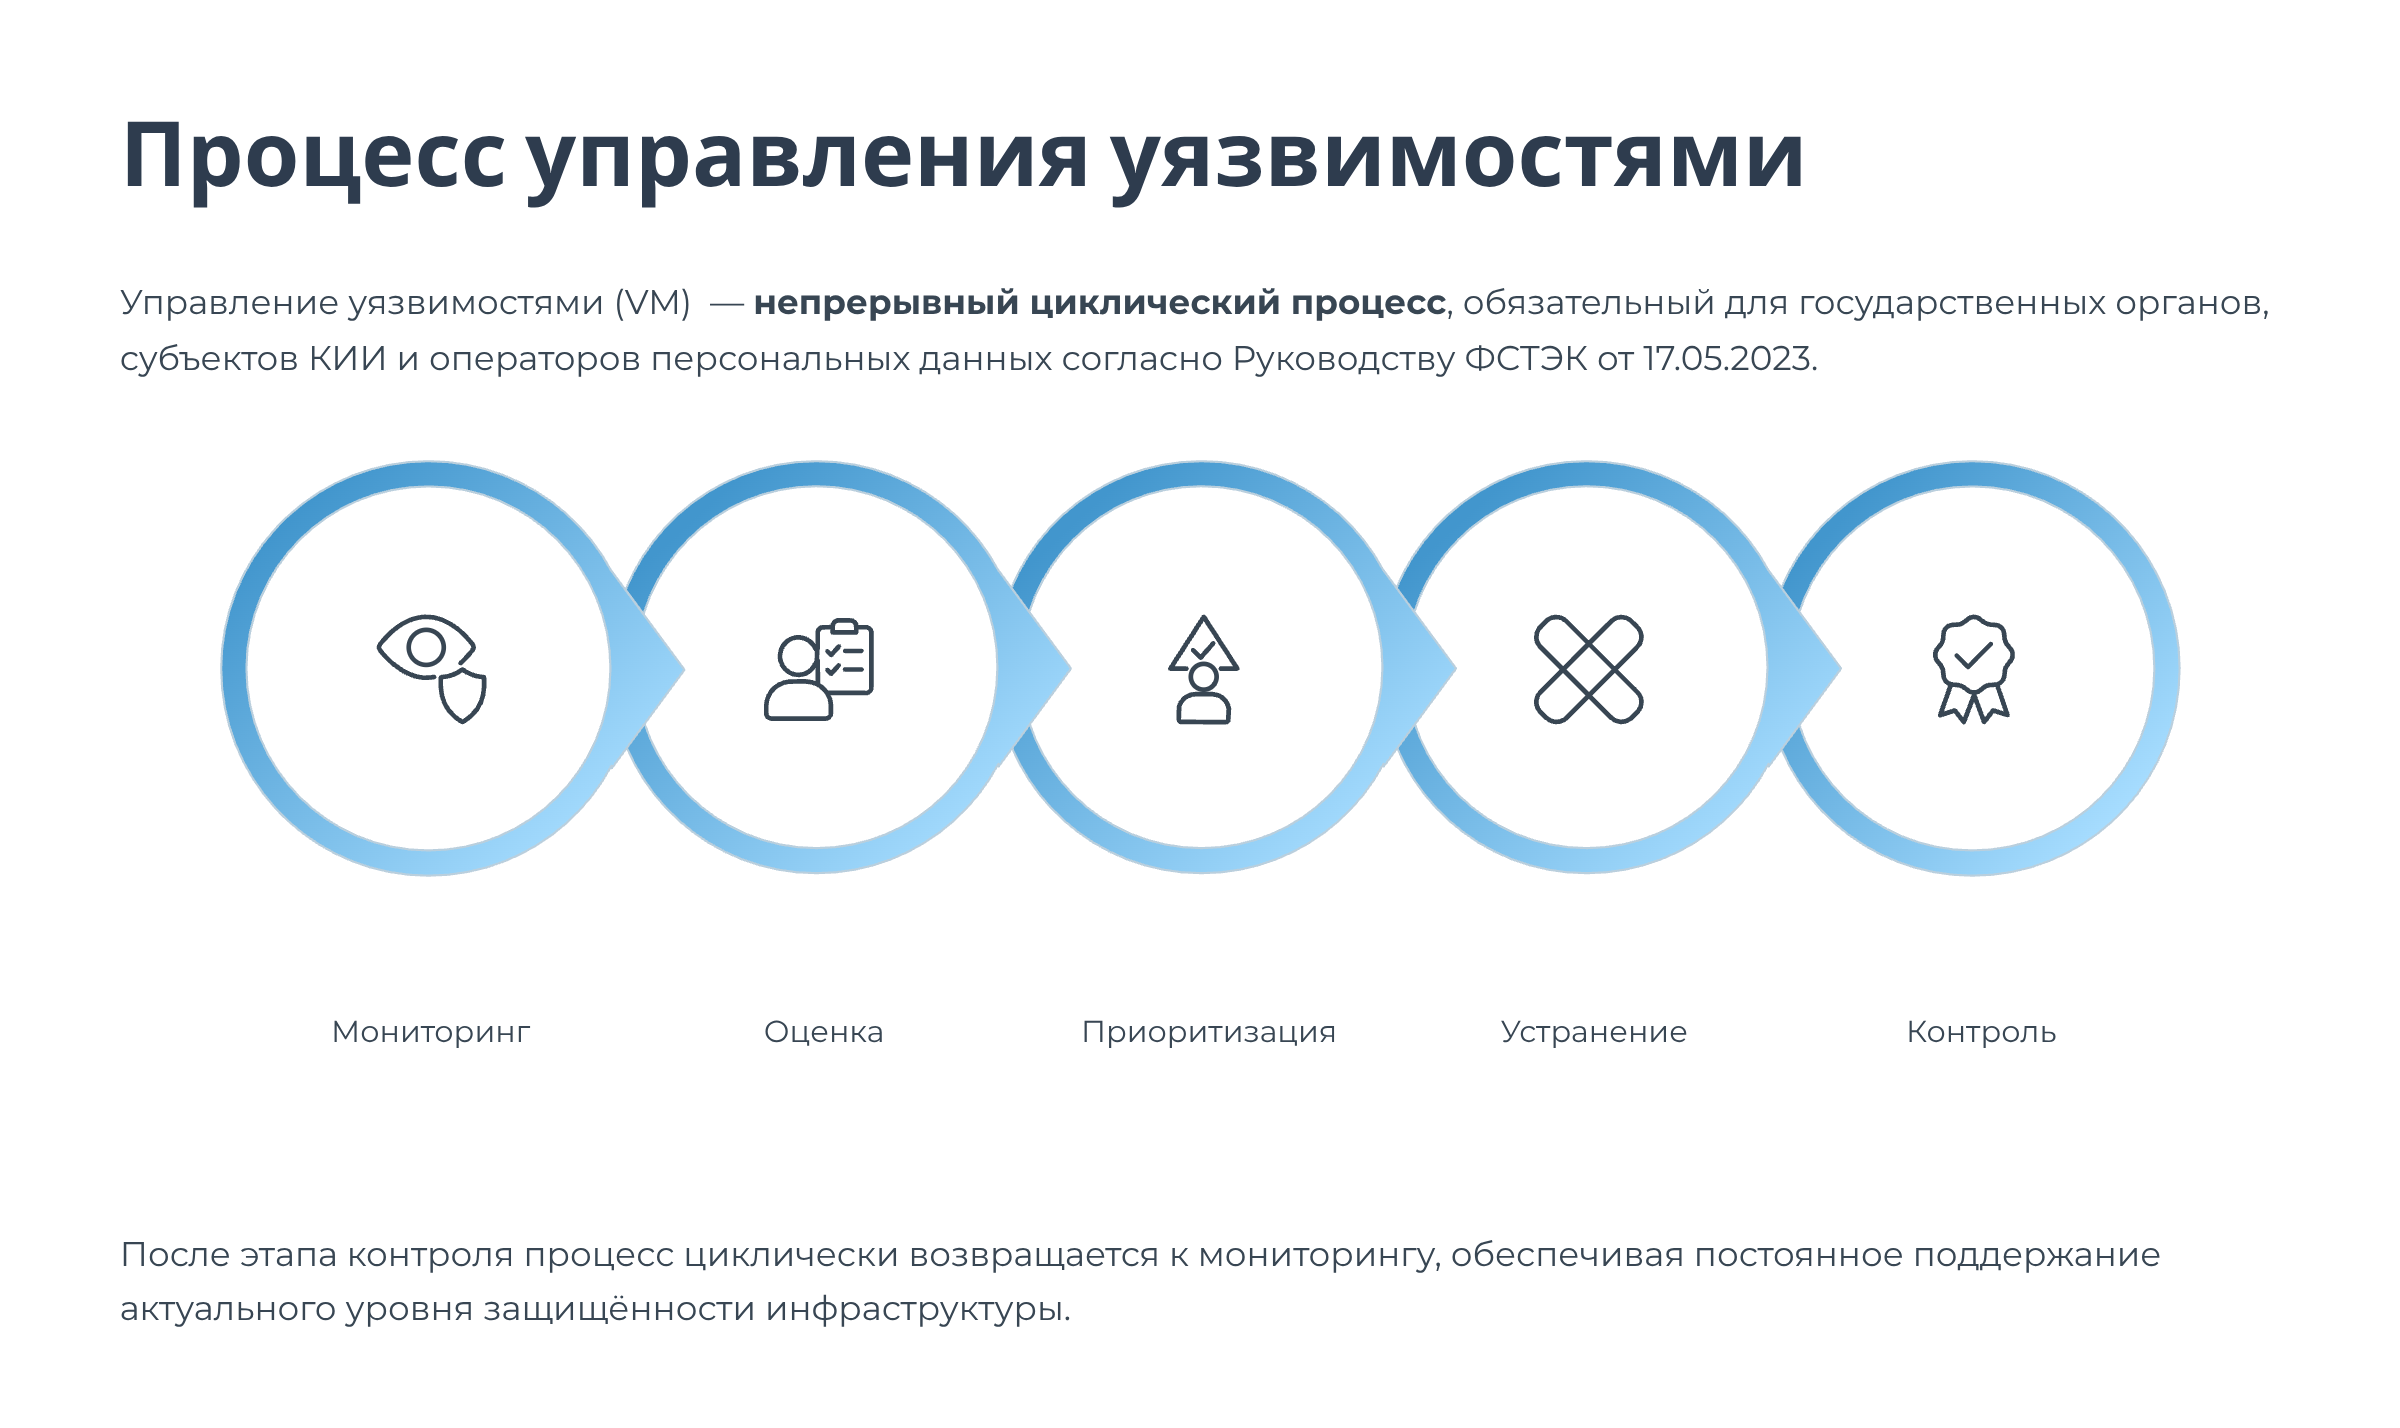 Процесс управления уязвимостями
Управление уязвимостями (VM) — непрерывный циклический процесс, обязательный для государственных органов,
субъектов КИИ и операторов персональных данных согласно Руководству ФСТЭК от 17.05.2023.
Мониторинг
Оценка
Приоритизация
Устранение
Контроль
После этапа контроля процесс циклически возвращается к мониторингу, обеспечивая постоянное поддержание
актуального уровня защищённости инфраструктуры.